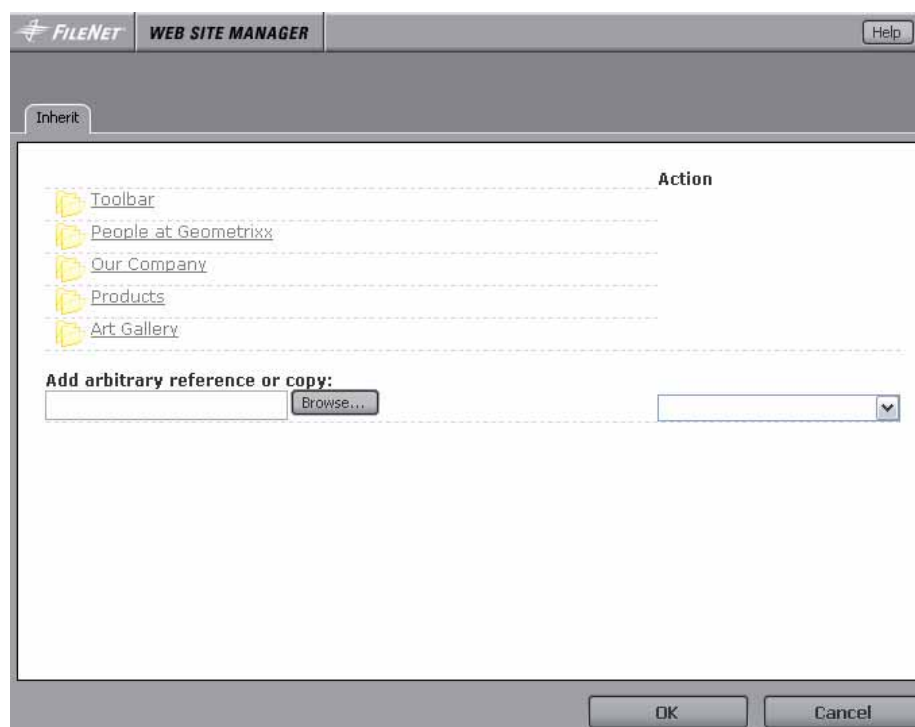 FILENET WEB SITE MANAGER Help
Inherit
Action
Toolbar
People at Geometrixx
Our Company
Products
Art Gallery
Add arbitrary reference or copy:
Browse...
OK Cancel